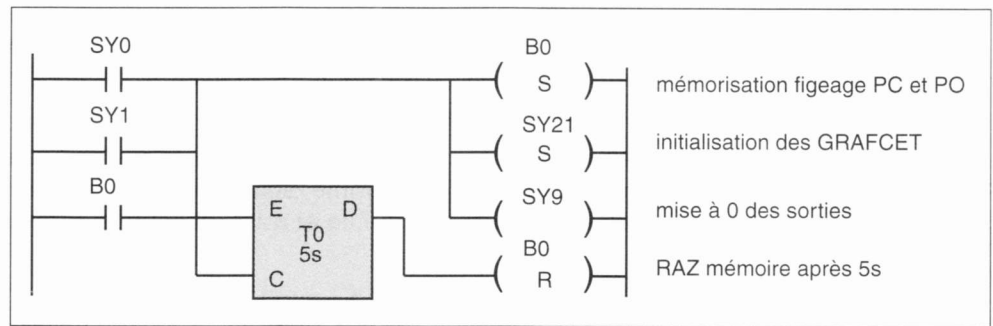 SY0
B0
S
mémorisation figeage PC et PO
SY1
SY21
S
initialisation des GRAFCET
B0
E D
T0
5s
C
SY9
mise à 0 des sorties
B0
R
RAZ mémoire après 5s